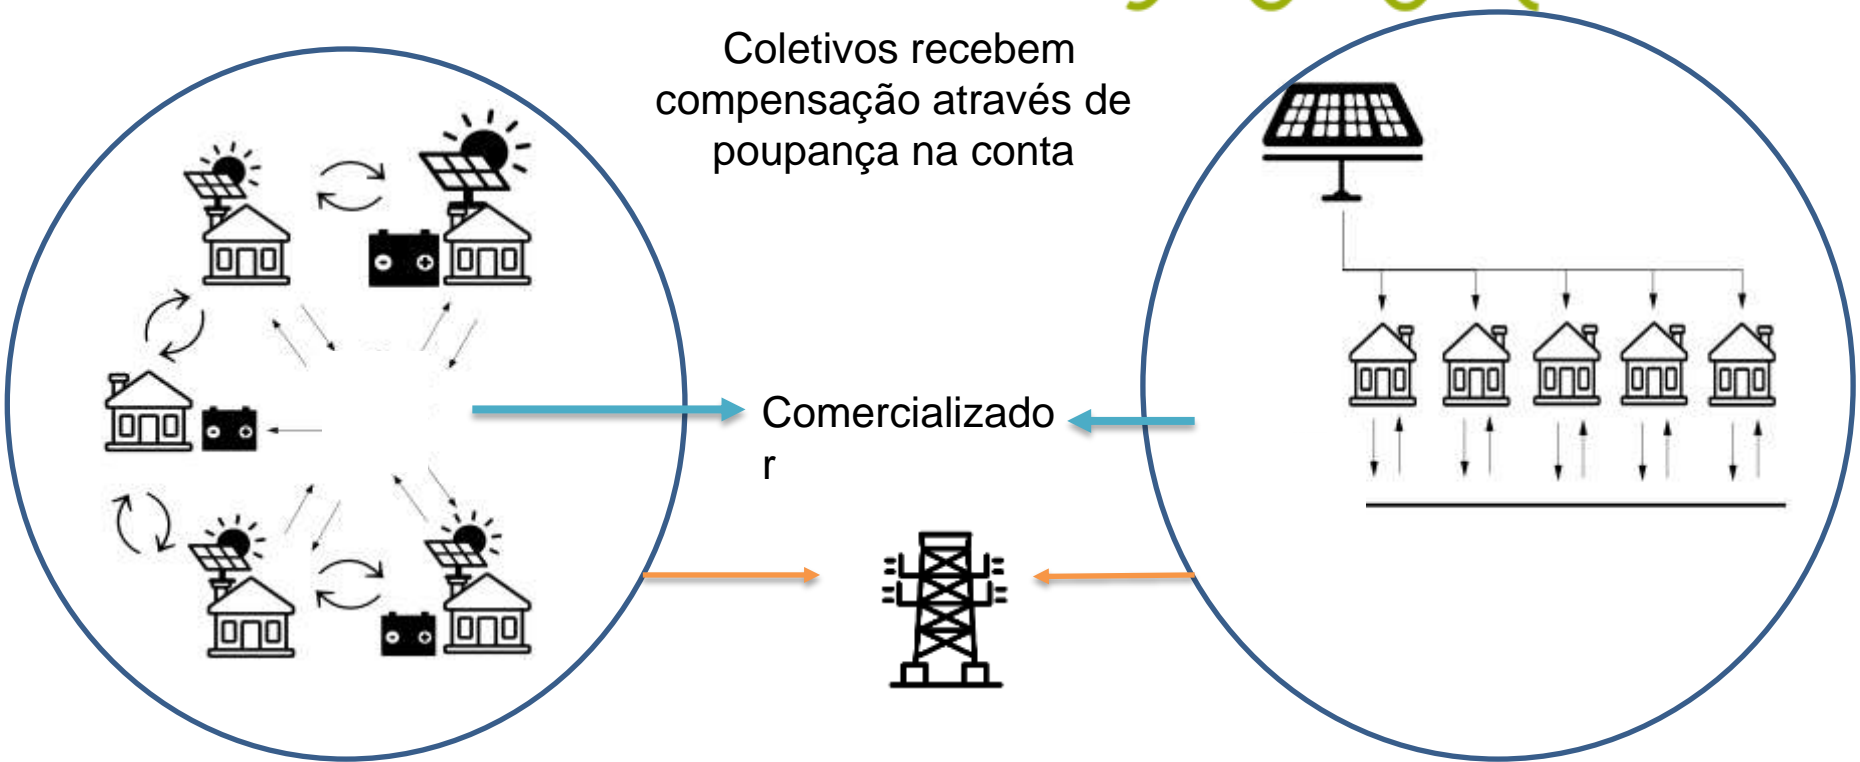 Coletivos recebem
compensação através de
poupança na conta
Comercializado
r